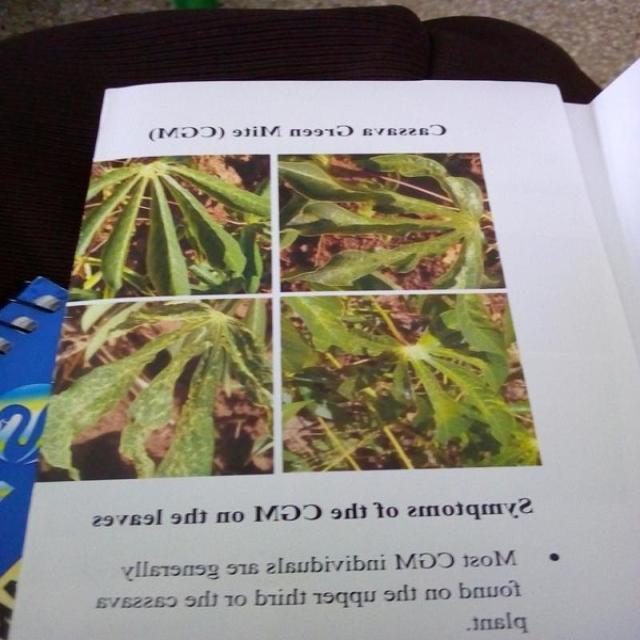 Cassava Green Mite (CGM)
Symptoms of the CGM on the leaves
• Most CGM individuals are generally
found on the upper third or the cassava
plant.